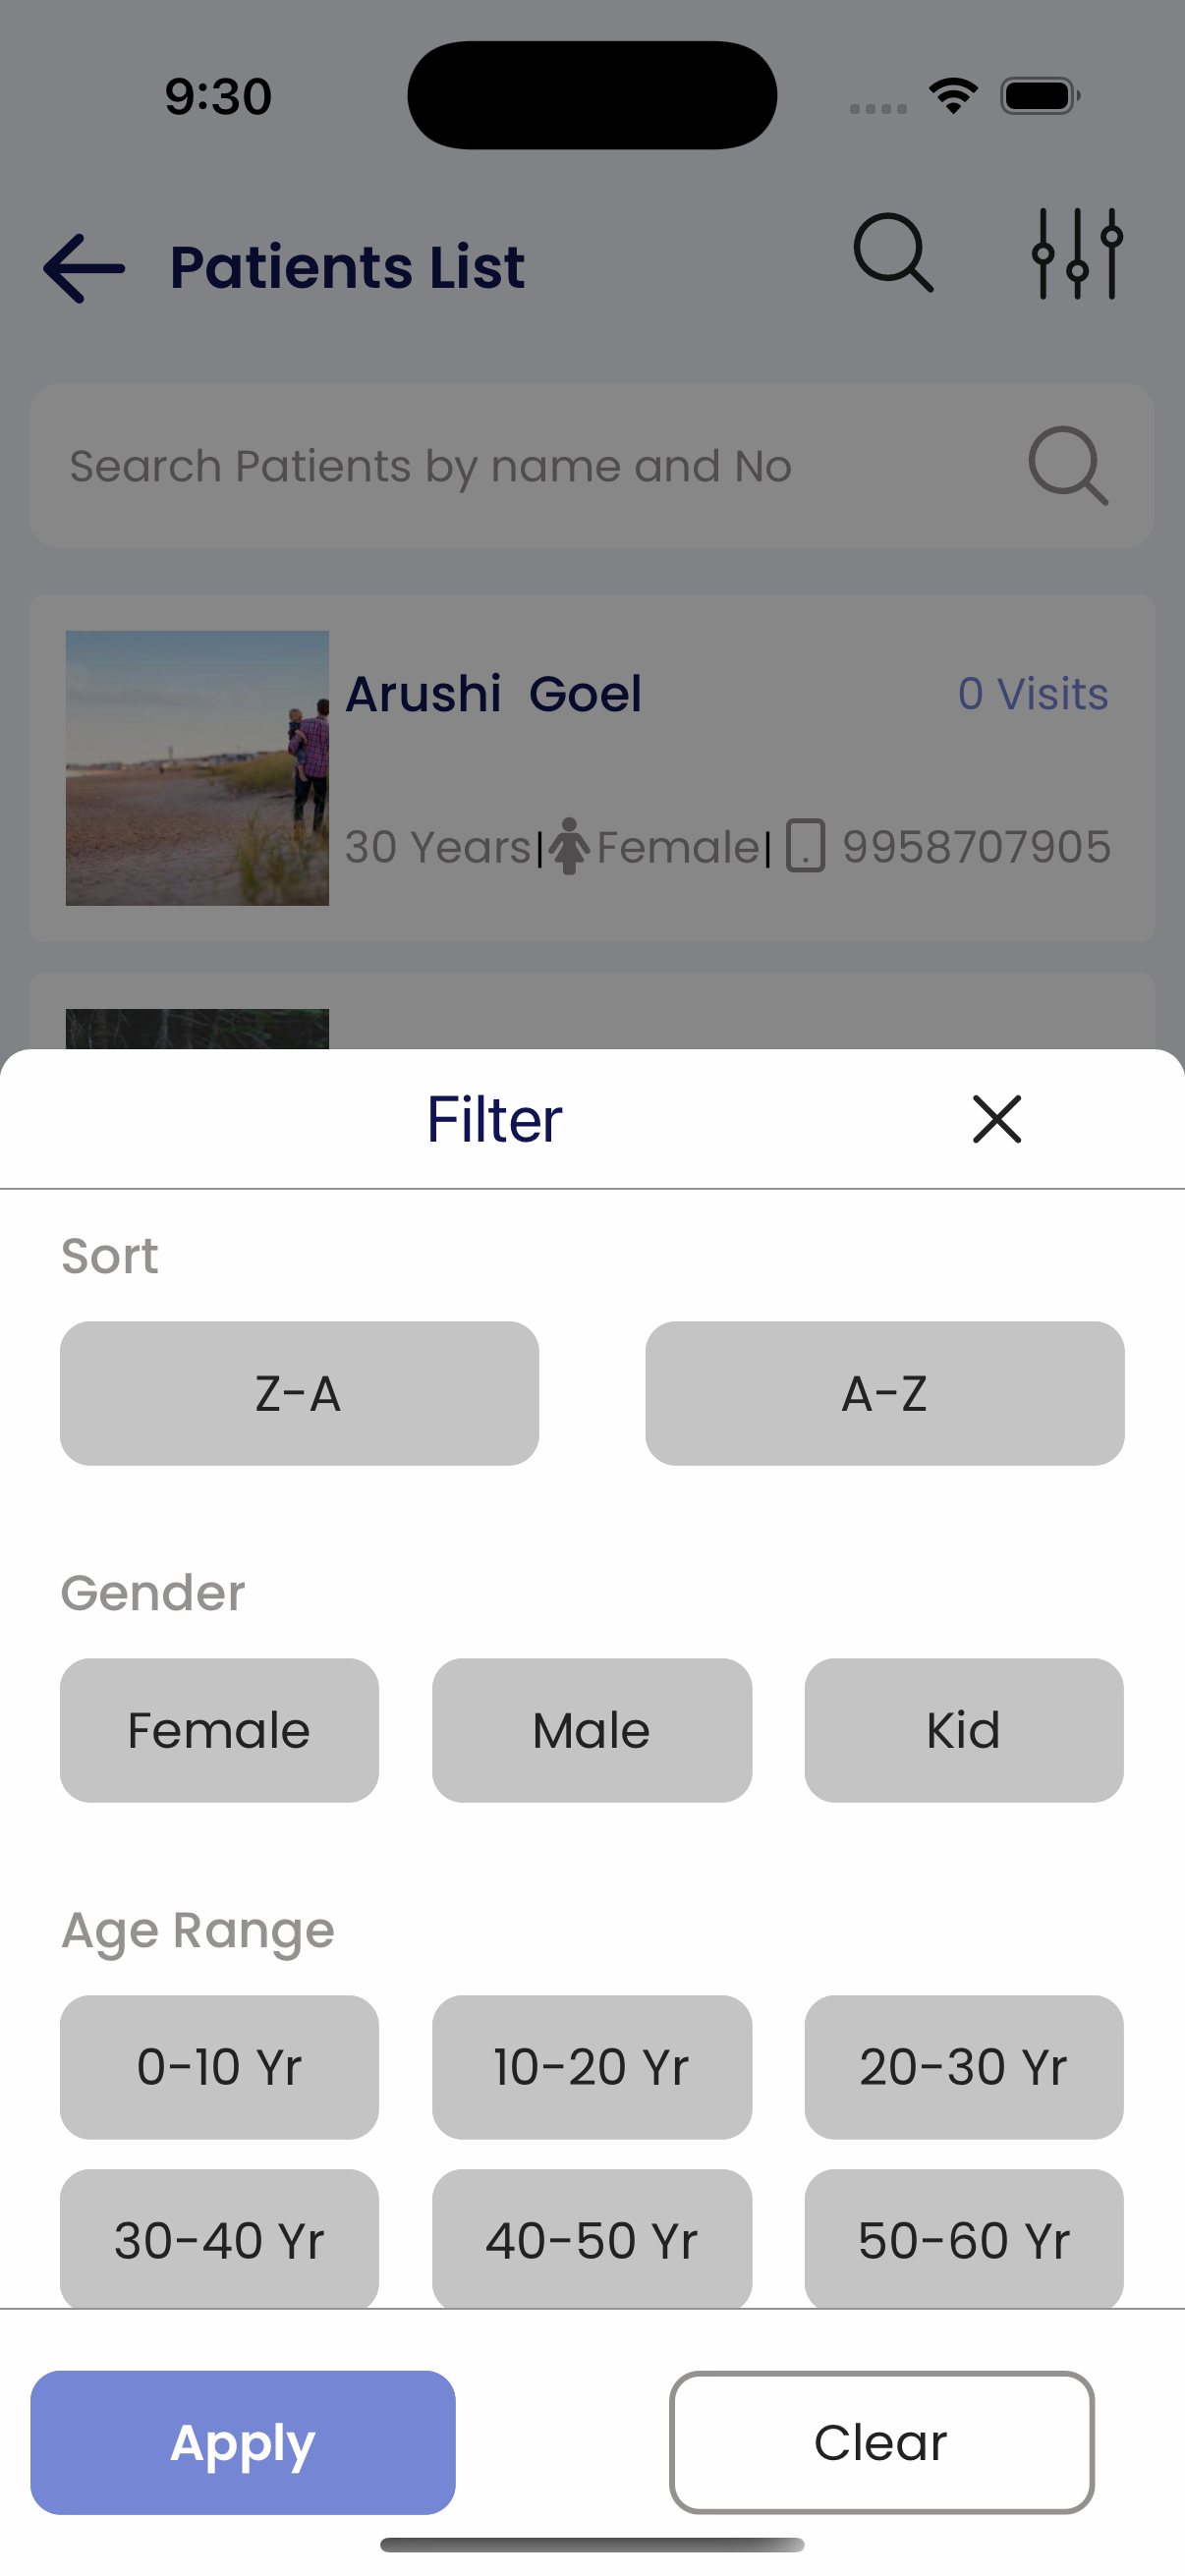 9:30
Patients List
Search Patients by name and No
Arushi  Goel
0 Visits
30 Years| Female| 9958707905
Filter
Sort
Z-A A-Z
Gender
Female Male Kid
Age Range
0-10 Yr 10-20 Yr 20-30 Yr
30-40 Yr 40-50 Yr 50-60 Yr
Apply Clear